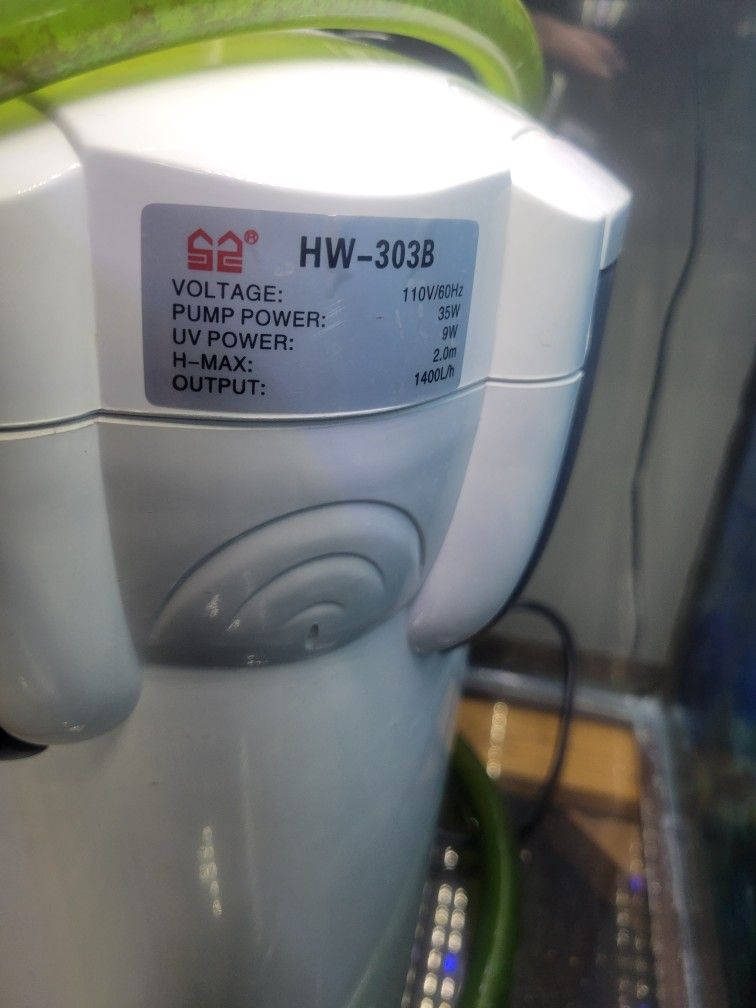 ® HW-303B
VOLTAGE: 110V/60Hz
PUMP POWER: 35W
UV POWER: 9W
H-MAX: 2.0m
OUTPUT: 1400L/h